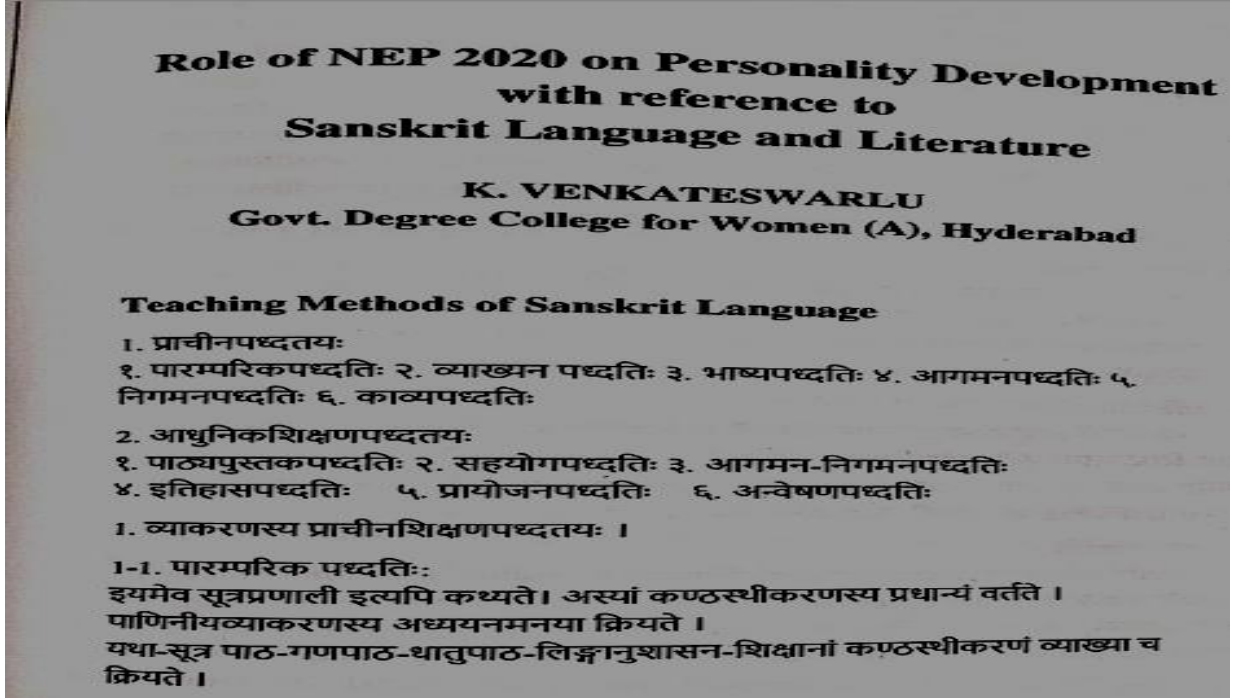 Role of NEP 2020 on Personality Development
with reference to
Sanskrit Language and Literature
K. VENKATESWARLU
Govt. Degree College for Women (A), Hyderabad
Teaching Methods of Sanskrit Language
1. प्राचीनपध्दतयः
१. पारम्परिकपध्दतिः २. व्याख्यन पध्दतिः ३. भाष्यपध्दतिः ४. आगमनपध्दतिः ५.
निगमनपध्दतिः ६. काव्यपध्दतिः
2. आधुनिकशिक्षणपध्दतयः
१. पाठ्यपुस्तकपध्दतिः २. सहयोगपध्दतिः ३. आगमन-निगमनपध्दतिः
४. इतिहासपध्दतिः ५. प्रायोजनपध्दतिः ६. अन्वेषणपध्दतिः
1. व्याकरणस्य प्राचीनशिक्षणपध्दतयः ।
1-1. पारम्परिक पध्दतिः:
इयमेव सूत्रप्रणाली इत्यपि कथ्यते। अस्यां कण्ठस्थीकरणस्य प्रधान्यं वर्तते ।
पाणिनीयव्याकरणस्य अध्ययनमनया क्रियते ।
यथा-सूत्र पाठ-गणपाठ-धातुपाठ-लिङ्गानुशासन-शिक्षानां कण्ठस्थीकरणं व्याख्या च
क्रियते ।